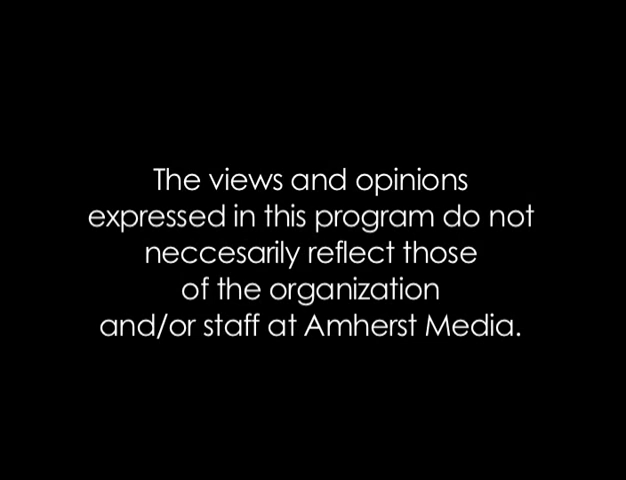 The views and opinions
expressed in this program do not
neccesarily reflect those
of the organization
and/or staff at Amherst Media.